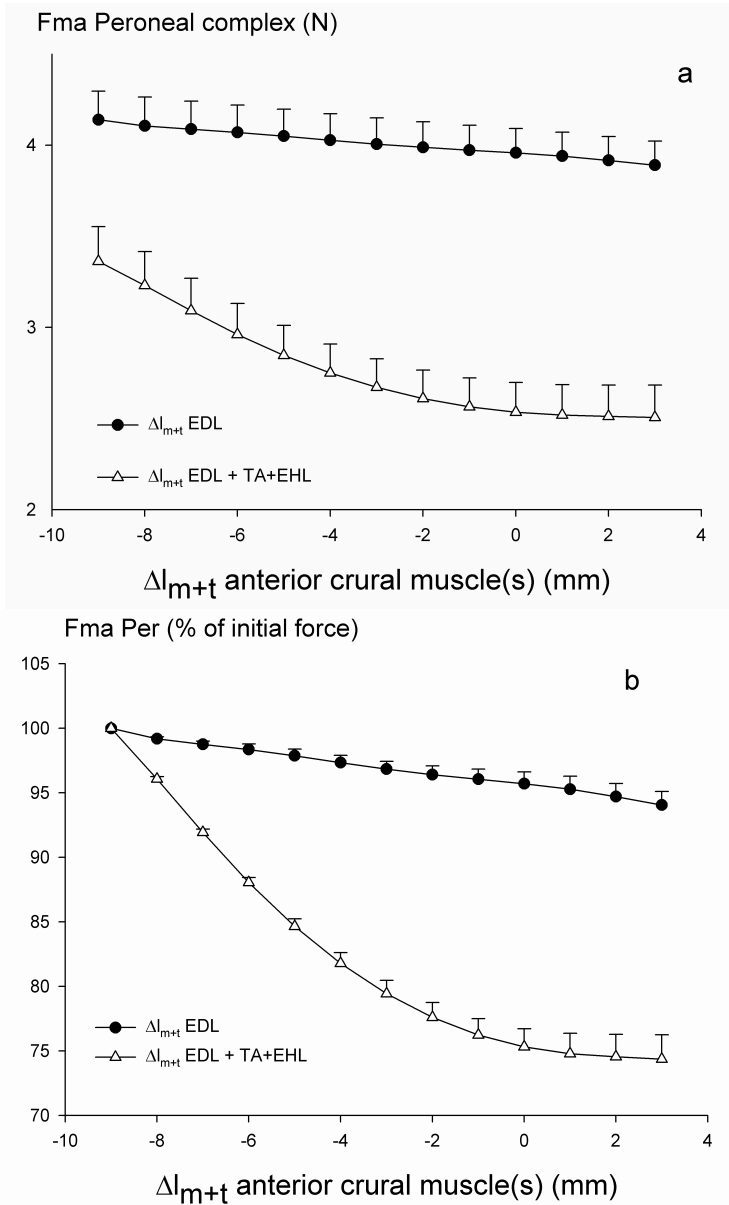 Fma Peroneal complex (N)
a
4
3
2
Δlm+t EDL
Δlm+t EDL + TA+EHL
-10 -8 -6 -4 -2 0 2 4
Δlm+t anterior crural muscle(s) (mm)
Fma Per (% of initial force)
b
105
100
95
90
85
80
75
70
Δlm+t EDL
Δlm+t EDL + TA+EHL
-10 -8 -6 -4 -2 0 2 4
Δlm+t anterior crural muscle(s) (mm)